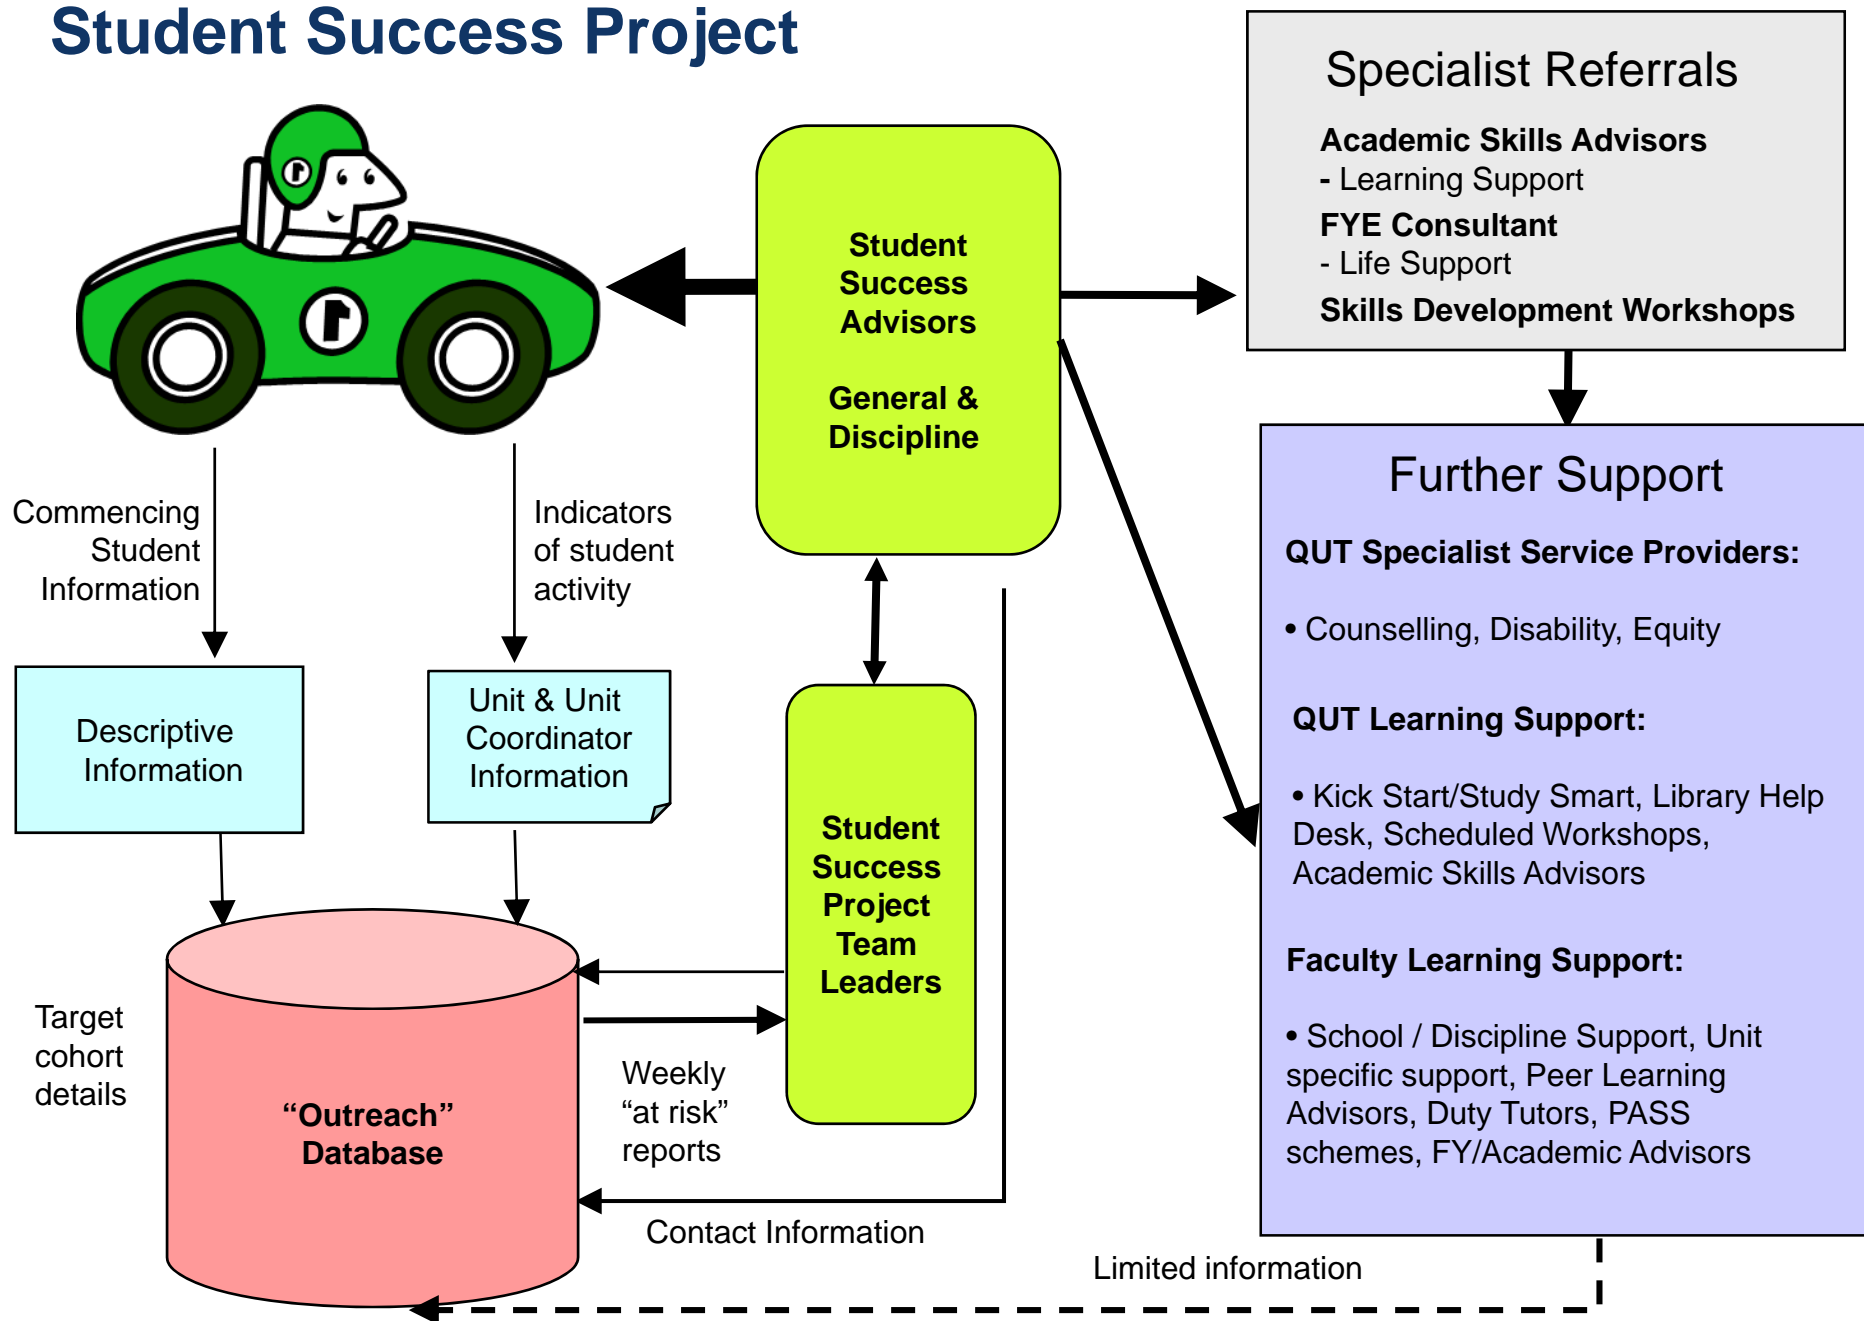 Student Success Project
Specialist Referrals
Academic Skills Advisors
- Learning Support
FYE Consultant
- Life Support
Skills Development Workshops
Student
Success
Advisors
General &
Discipline
Commencing
Student
Information
Indicators
of student
activity
Further Support
QUT Specialist Service Providers:
• Counselling, Disability, Equity
QUT Learning Support:
• Kick Start/Study Smart, Library Help
Desk, Scheduled Workshops,
Academic Skills Advisors
Faculty Learning Support:
• School / Discipline Support, Unit
specific support, Peer Learning
Advisors, Duty Tutors, PASS
schemes, FY/Academic Advisors
Descriptive
Information
Unit & Unit
Coordinator
Information
Student
Success
Project
Team
Leaders
Target
cohort
details
“Outreach”
Database
Weekly
“at risk”
reports
Contact Information
Limited information